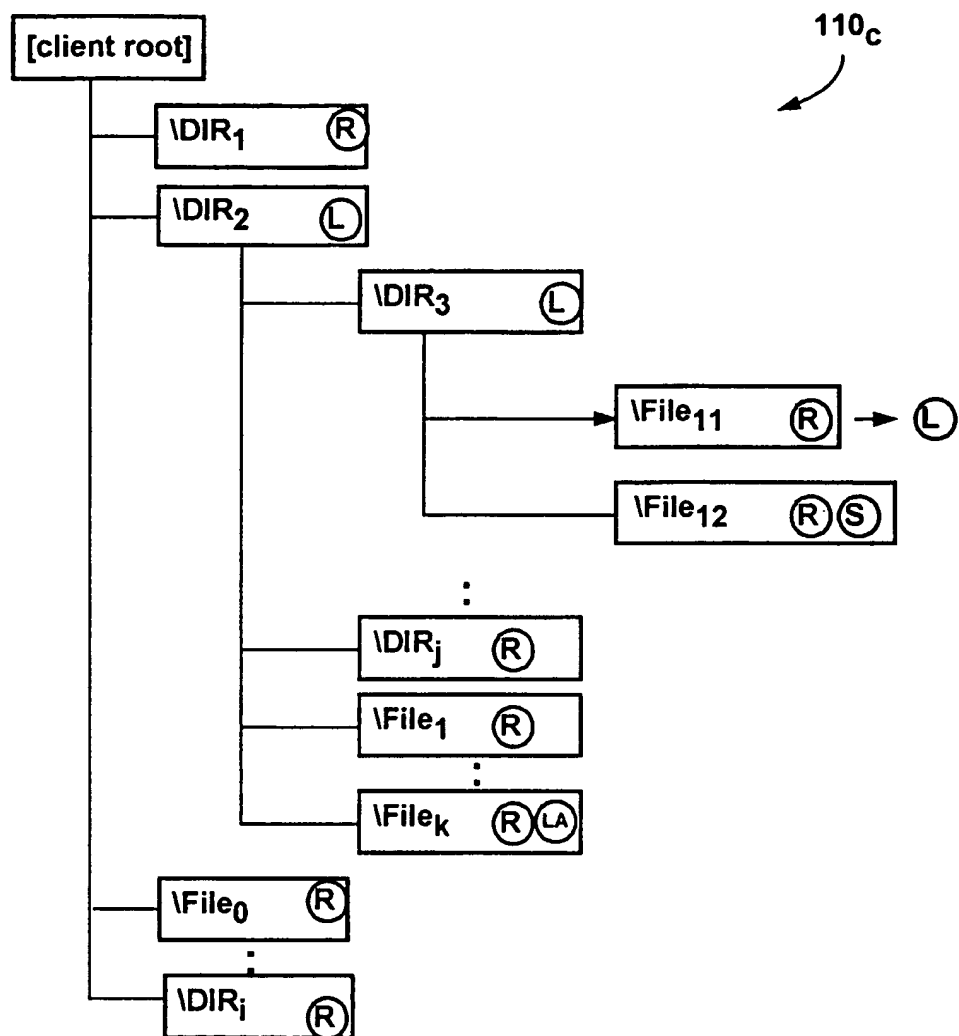 110c
[client root]
\DIR1 R
\DIR2 L
\DIR3 L
\File11 R L
\File12 R S
\DIRj R
\File1 R
\Filek R LA
\File0 R
\DIRi R